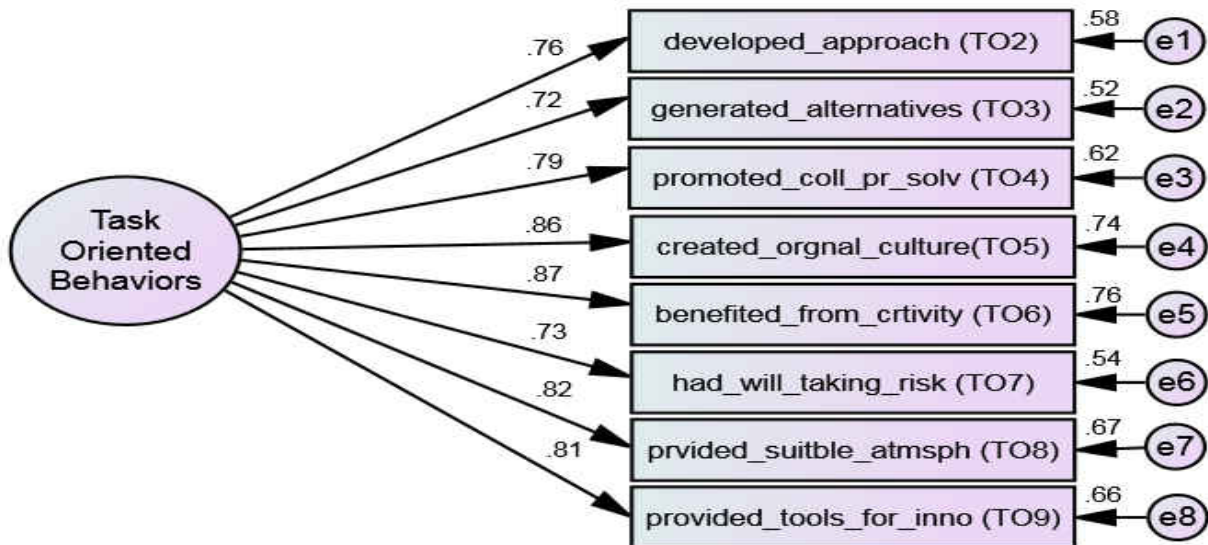 .58
developed_approach (TO2)
e1
.76
.52
generated_alternatives (TO3)
e2
.72
.62
promoted_coll_pr_solv (TO4)
e3
.79
.74
created_orgnal_culture(TO5)
e4
.86
Task
Oriented
Behaviors
.76
benefited_from_crtivity (TO6)
e5
.87
.54
had_will_taking_risk (TO7)
e6
.73
.67
prvided_suitble_atmsph (TO8)
e7
.82
.66
provided_tools_for_inno (TO9)
e8
.81